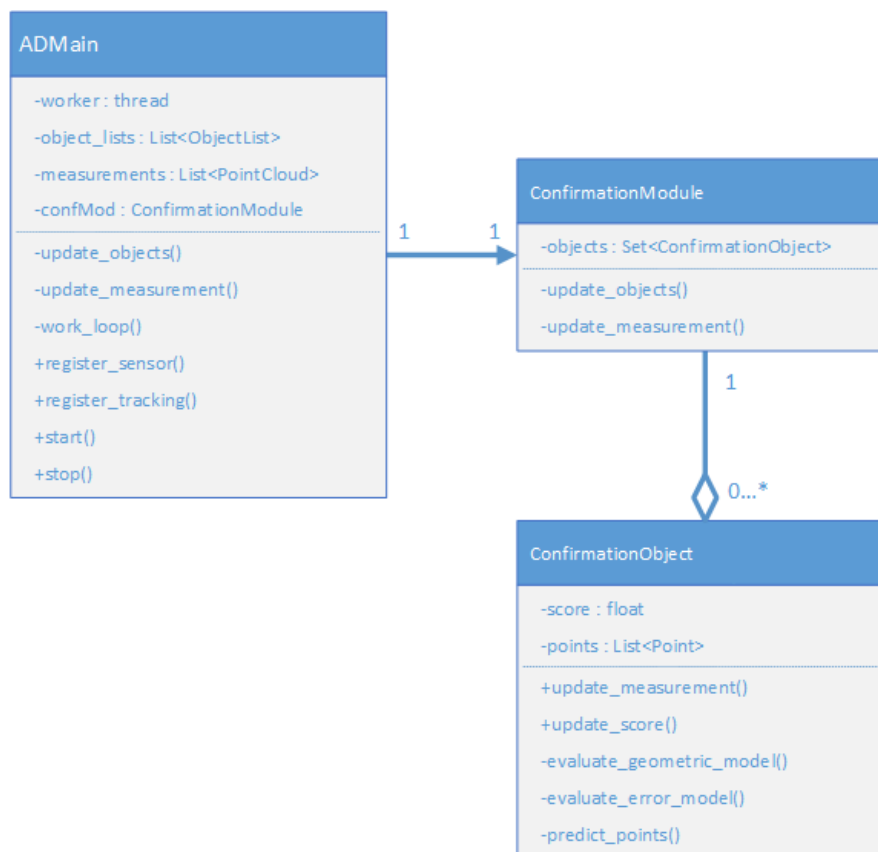 ADMain
-worker : thread
-object_lists : List<ObjectList>
-measurements : List<PointCloud>
-confMod : ConfirmationModule
-update_objects()
-update_measurement()
-work_loop()
+register_sensor()
+register_tracking()
+start()
+stop()
1 1
ConfirmationModule
-objects : Set<ConfirmationObject>
-update_objects()
-update_measurement()
1
0...*
ConfirmationObject
-score : float
-points : List<Point>
+update_measurement()
+update_score()
-evaluate_geometric_model()
-evaluate_error_model()
-predict_points()